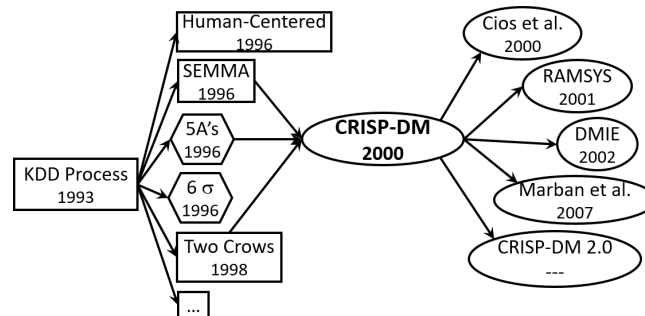 Human-Centered
1996
SEMMA
1996
5A's
1996
KDD Process
1993
6 σ
1996
Two Crows
1998
...
CRISP-DM
2000
Cios et al.
2000
RAMSYS
2001
DMIE
2002
Marban et al.
2007
CRISP-DM 2.0
---